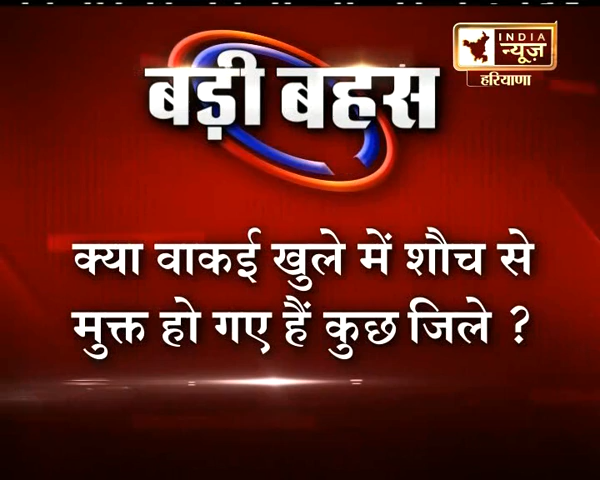 INDIA
न्यूज़
हरियाणा
बड़ी बहस
क्या वाकई खुले में शौच से
मुक्त हो गए हैं कुछ जिले ?